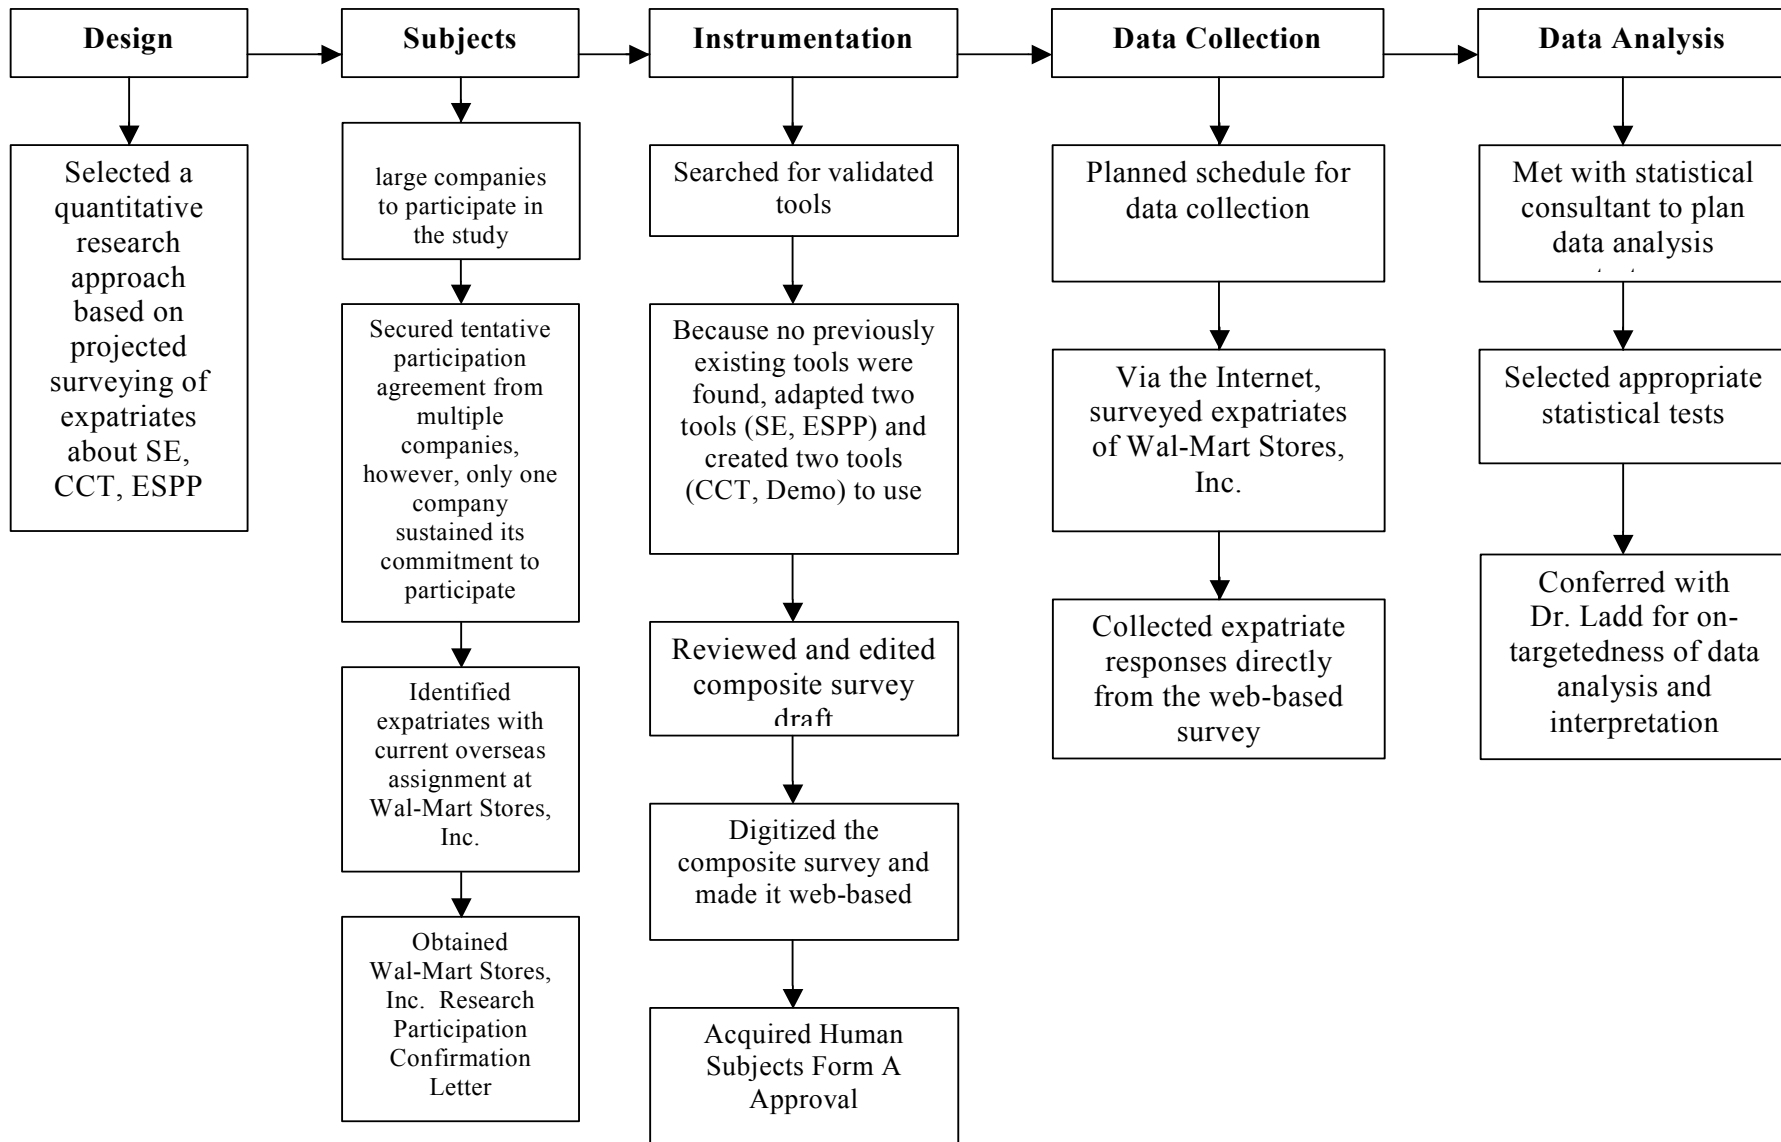 Design
Subjects
Instrumentation
Data Collection
Data Analysis
Selected a
quantitative
research
approach
based on
projected
surveying of
expatriates
about SE,
CCT, ESPP
large companies
to participate in
the study
Secured tentative
participation
agreement from
multiple
companies,
however, only one
company
sustained its
commitment to
participate
Identified
expatriates with
current overseas
assignment at
Wal-Mart Stores,
Inc.
Obtained
Wal-Mart Stores,
Inc. Research
Participation
Confirmation
Letter
Searched for validated
tools
Because no previously
existing tools were
found, adapted two
tools (SE, ESPP) and
created two tools
(CCT, Demo) to use
Reviewed and edited
composite survey
draft
Digitized the
composite survey and
made it web-based
Acquired Human
Subjects Form A
Approval
Planned schedule for
data collection
Via the Internet,
surveyed expatriates
of Wal-Mart Stores,
Inc.
Collected expatriate
responses directly
from the web-based
survey
Met with statistical
consultant to plan
data analysis
Selected appropriate
statistical tests
Conferred with
Dr. Ladd for on-
targetedness of data
analysis and
interpretation